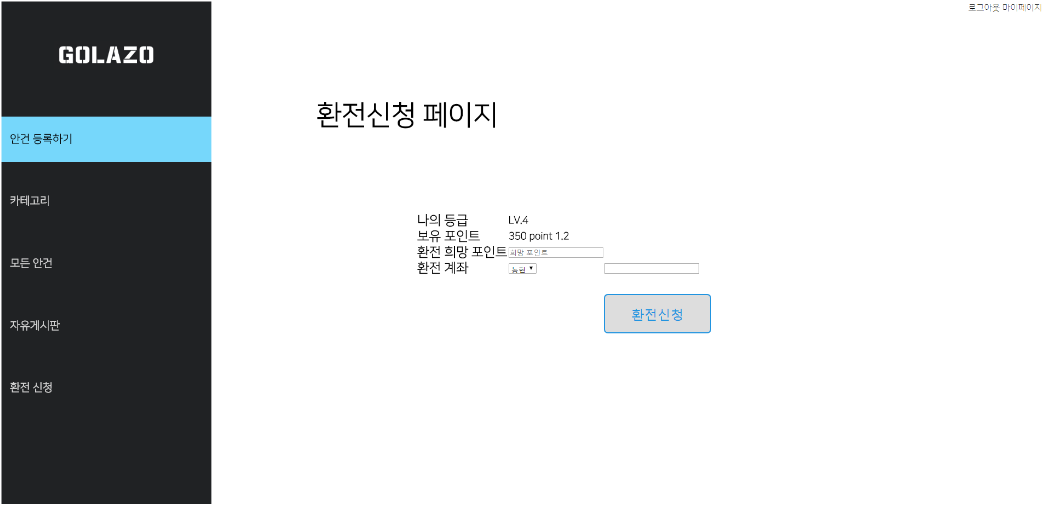 로그아웃 마이페이지
GOLAZO
안건 등록하기
카테고리
모든 안건
자유게시판
환전 신청
환전신청 페이지
나의 등급 LV.4
보유 포인트 350 point 1.2
환전 희망 포인트 희망 포인트
환전 계좌 농협
환전신청